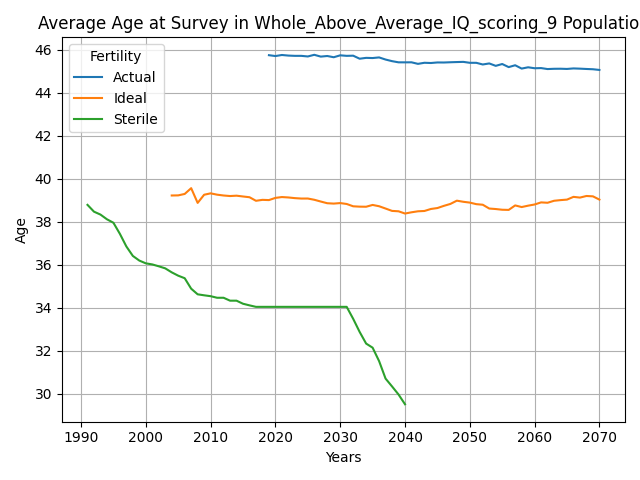 Average Age at Survey in Whole_Above_Average_IQ_scoring_9 Populatio
Fertility
Actual
Ideal
Sterile
46
44
42
40
38
36
34
32
30
Age
1990 2000 2010 2020 2030 2040 2050 2060 2070
Years